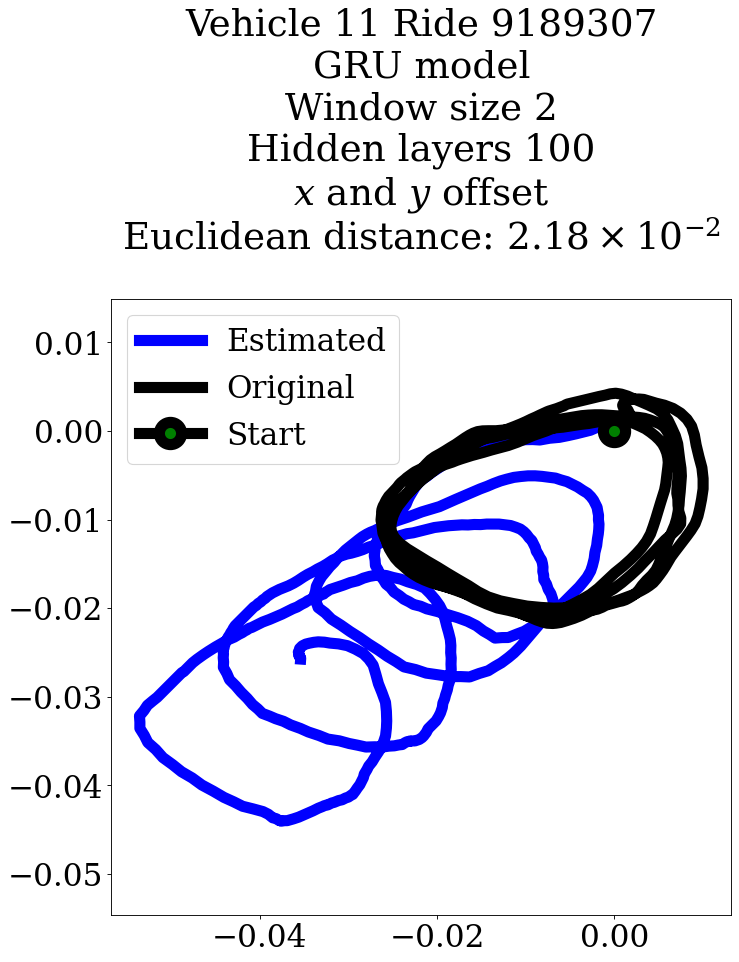 Vehicle 11 Ride 9189307
GRU model
Window size 2
Hidden layers 100
x and y offset
Euclidean distance: 2.18 × 10⁻²
Estimated
Original
Start
0.01
0.00
−0.01
−0.02
−0.03
−0.04
−0.05
−0.04 −0.02 0.00